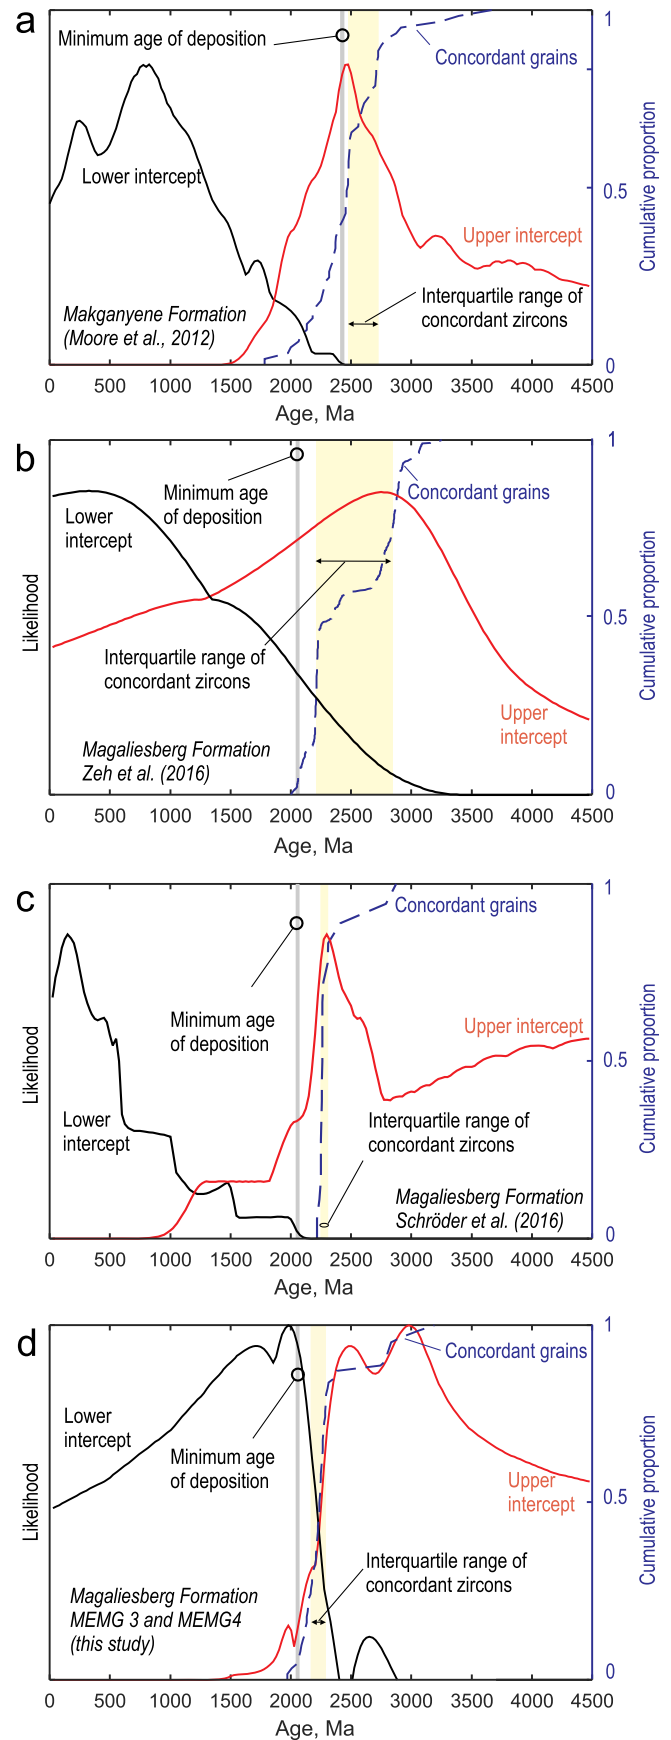 a
Minimum age of deposition
Concordant grains
Lower intercept
Upper intercept
Interquartile range of
concordant zircons
Makganyene Formation
(Moore et al., 2012)
1
0.5
0
Cumulative proportion
0 500 1000 1500 2000 2500 3000 3500 4000 4500
Age, Ma
b
Minimum age
of deposition
Concordant grains
Lower
intercept
Likelihood
Interquartile range of
concordant zircons
Upper
intercept
Magaliesberg Formation
Zeh et al. (2016)
1
0.5
0
Cumulative proportion
0 500 1000 1500 2000 2500 3000 3500 4000 4500
Age, Ma
c
Concordant grains
Minimum age
of deposition
Upper intercept
Likelihood
Lower
intercept
Interquartile range of
concordant zircons
Magaliesberg Formation
Schröder et al. (2016)
1
0.5
0
Cumulative proportion
0 500 1000 1500 2000 2500 3000 3500 4000 4500
Age, Ma
d
Concordant grains
Lower
intercept
Minimum age
of deposition
Likelihood
Upper
intercept
Interquartile range of
concordant zircons
Magaliesberg Formation
MEMG 3 and MEMG4
(this study)
1
0.5
0
Cumulative proportion
0 500 1000 1500 2000 2500 3000 3500 4000 4500
Age, Ma